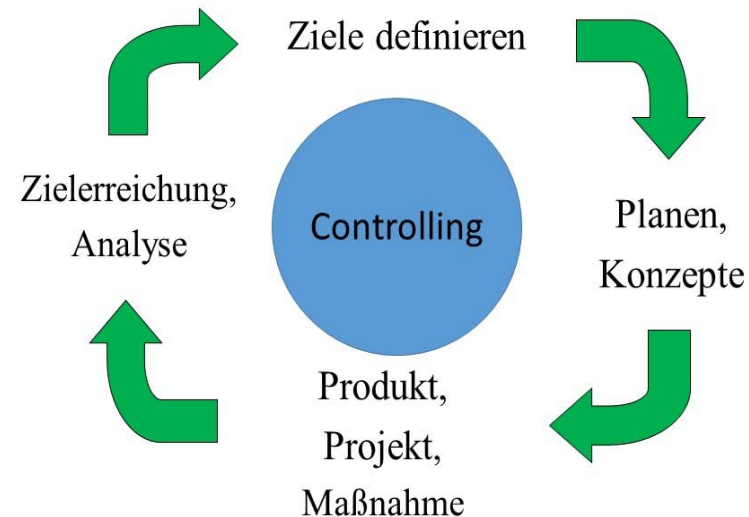 Ziele definieren
Planen,
Konzepte
Produkt,
Projekt,
Maßnahme
Zielerreichung,
Analyse
Controlling